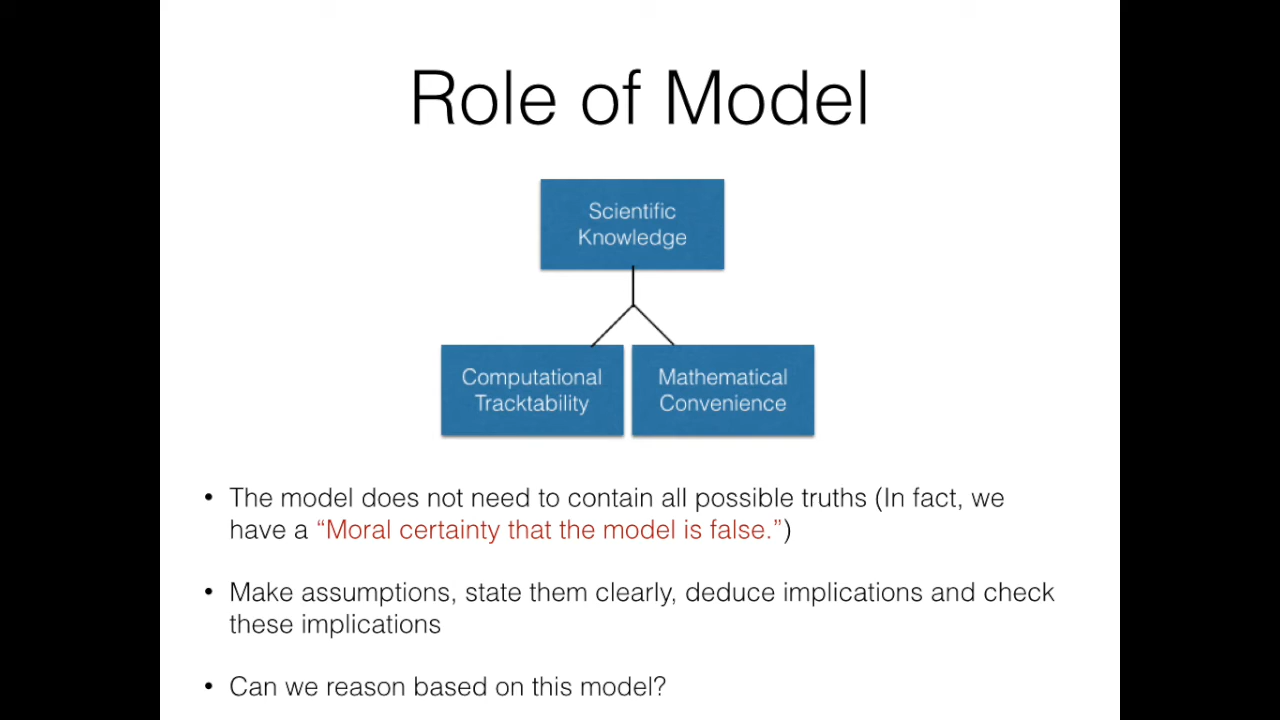 Role of Model
Scientific
Knowledge
Computational
Tracktability
Mathematical
Convenience
• The model does not need to contain all possible truths (In fact, we
have a “Moral certainty that the model is false.”)
• Make assumptions, state them clearly, deduce implications and check
these implications
• Can we reason based on this model?